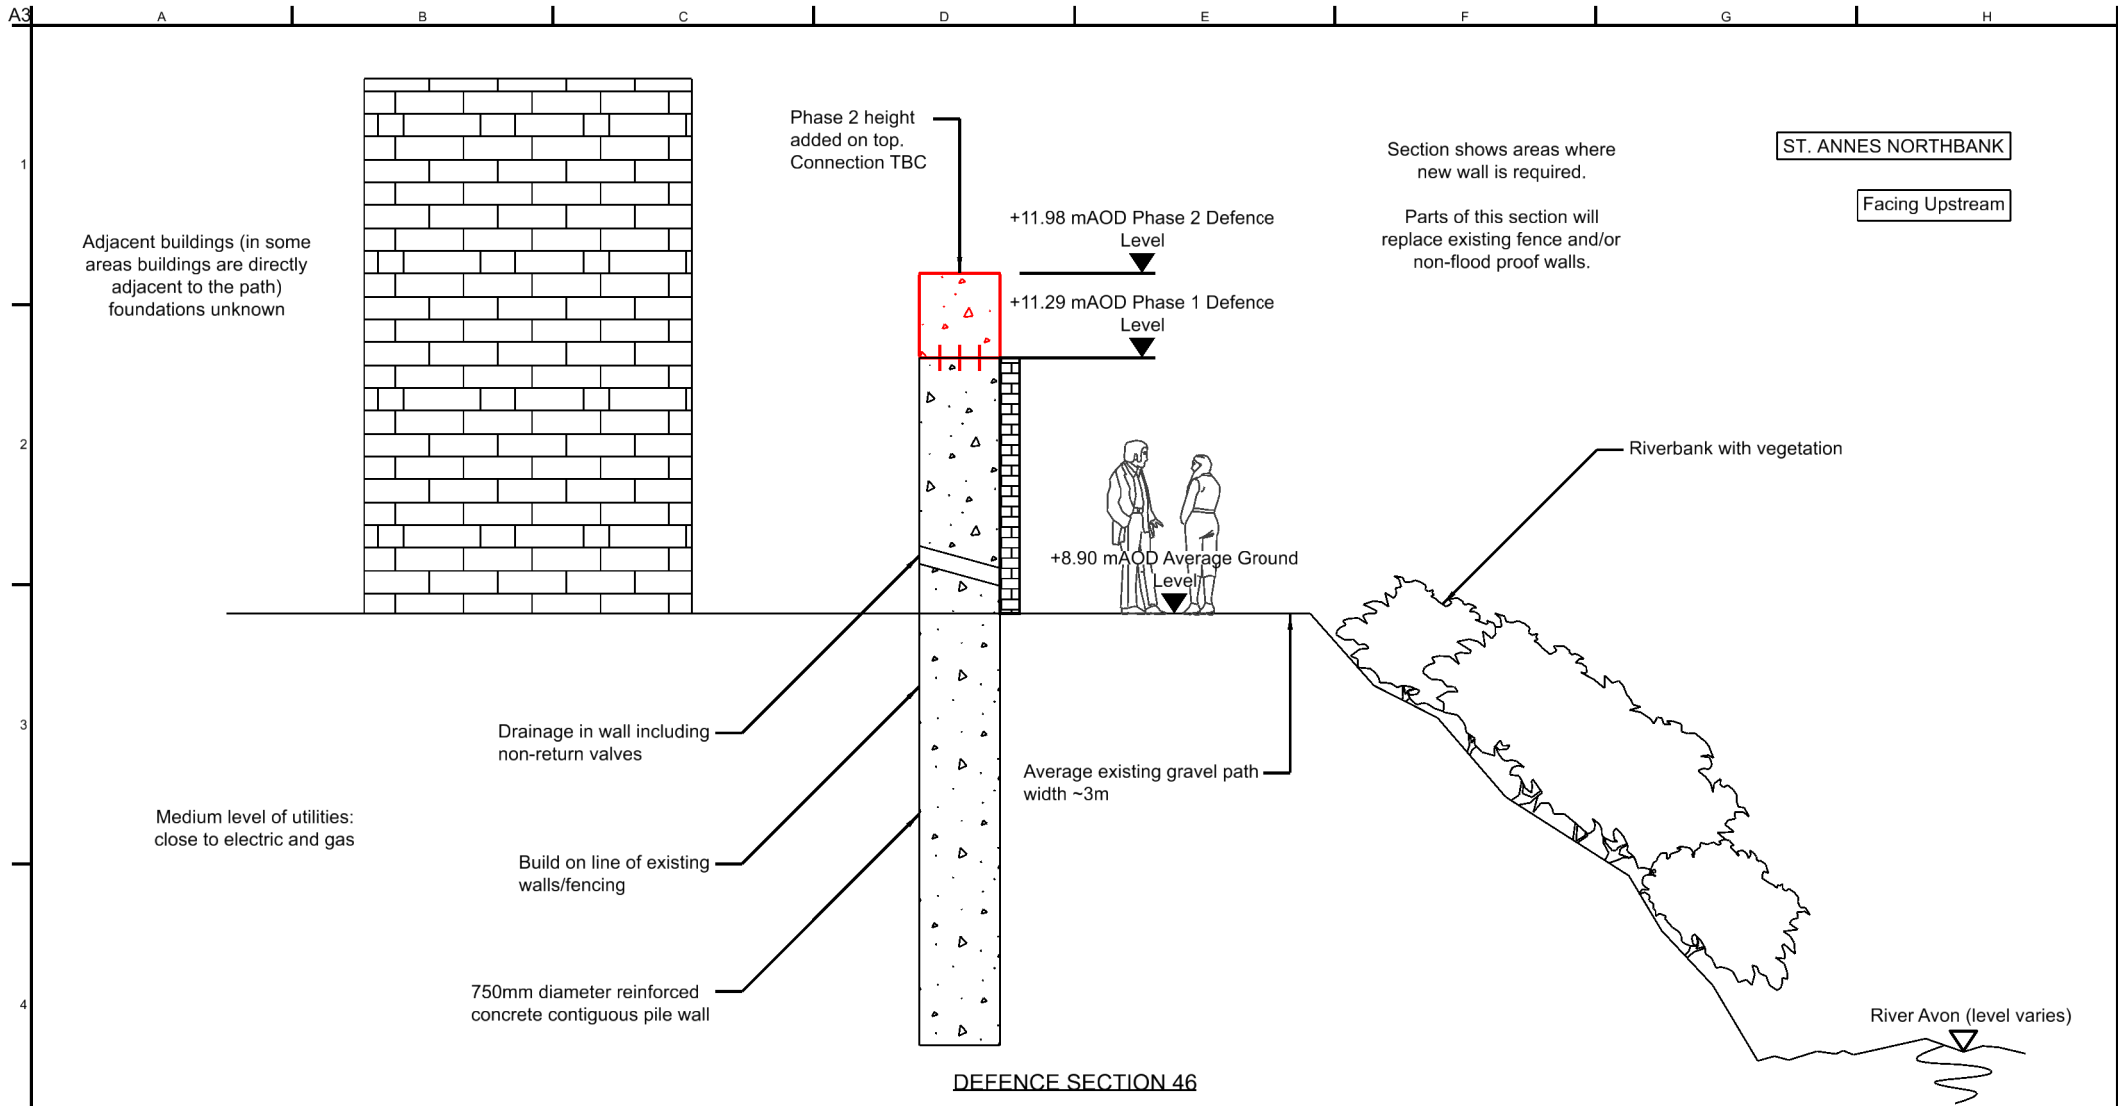 A3
A
B
C
D
E
F
G
H
1
2
3
4
Phase 2 height
added on top.
Connection TBC
Section shows areas where
new wall is required.
Parts of this section will
replace existing fence and/or
non-flood proof walls.
ST. ANNES NORTHBANK
Facing Upstream
Adjacent buildings (in some
areas buildings are directly
adjacent to the path)
foundations unknown
+11.98 mAOD Phase 2 Defence
Level
+11.29 mAOD Phase 1 Defence
Level
Riverbank with vegetation
+8.90 mAOD Average Ground
Level
Drainage in wall including
non-return valves
Average existing gravel path
width ~3m
Medium level of utilities:
close to electric and gas
Build on line of existing
walls/fencing
750mm diameter reinforced
concrete contiguous pile wall
River Avon (level varies)
DEFENCE SECTION 46